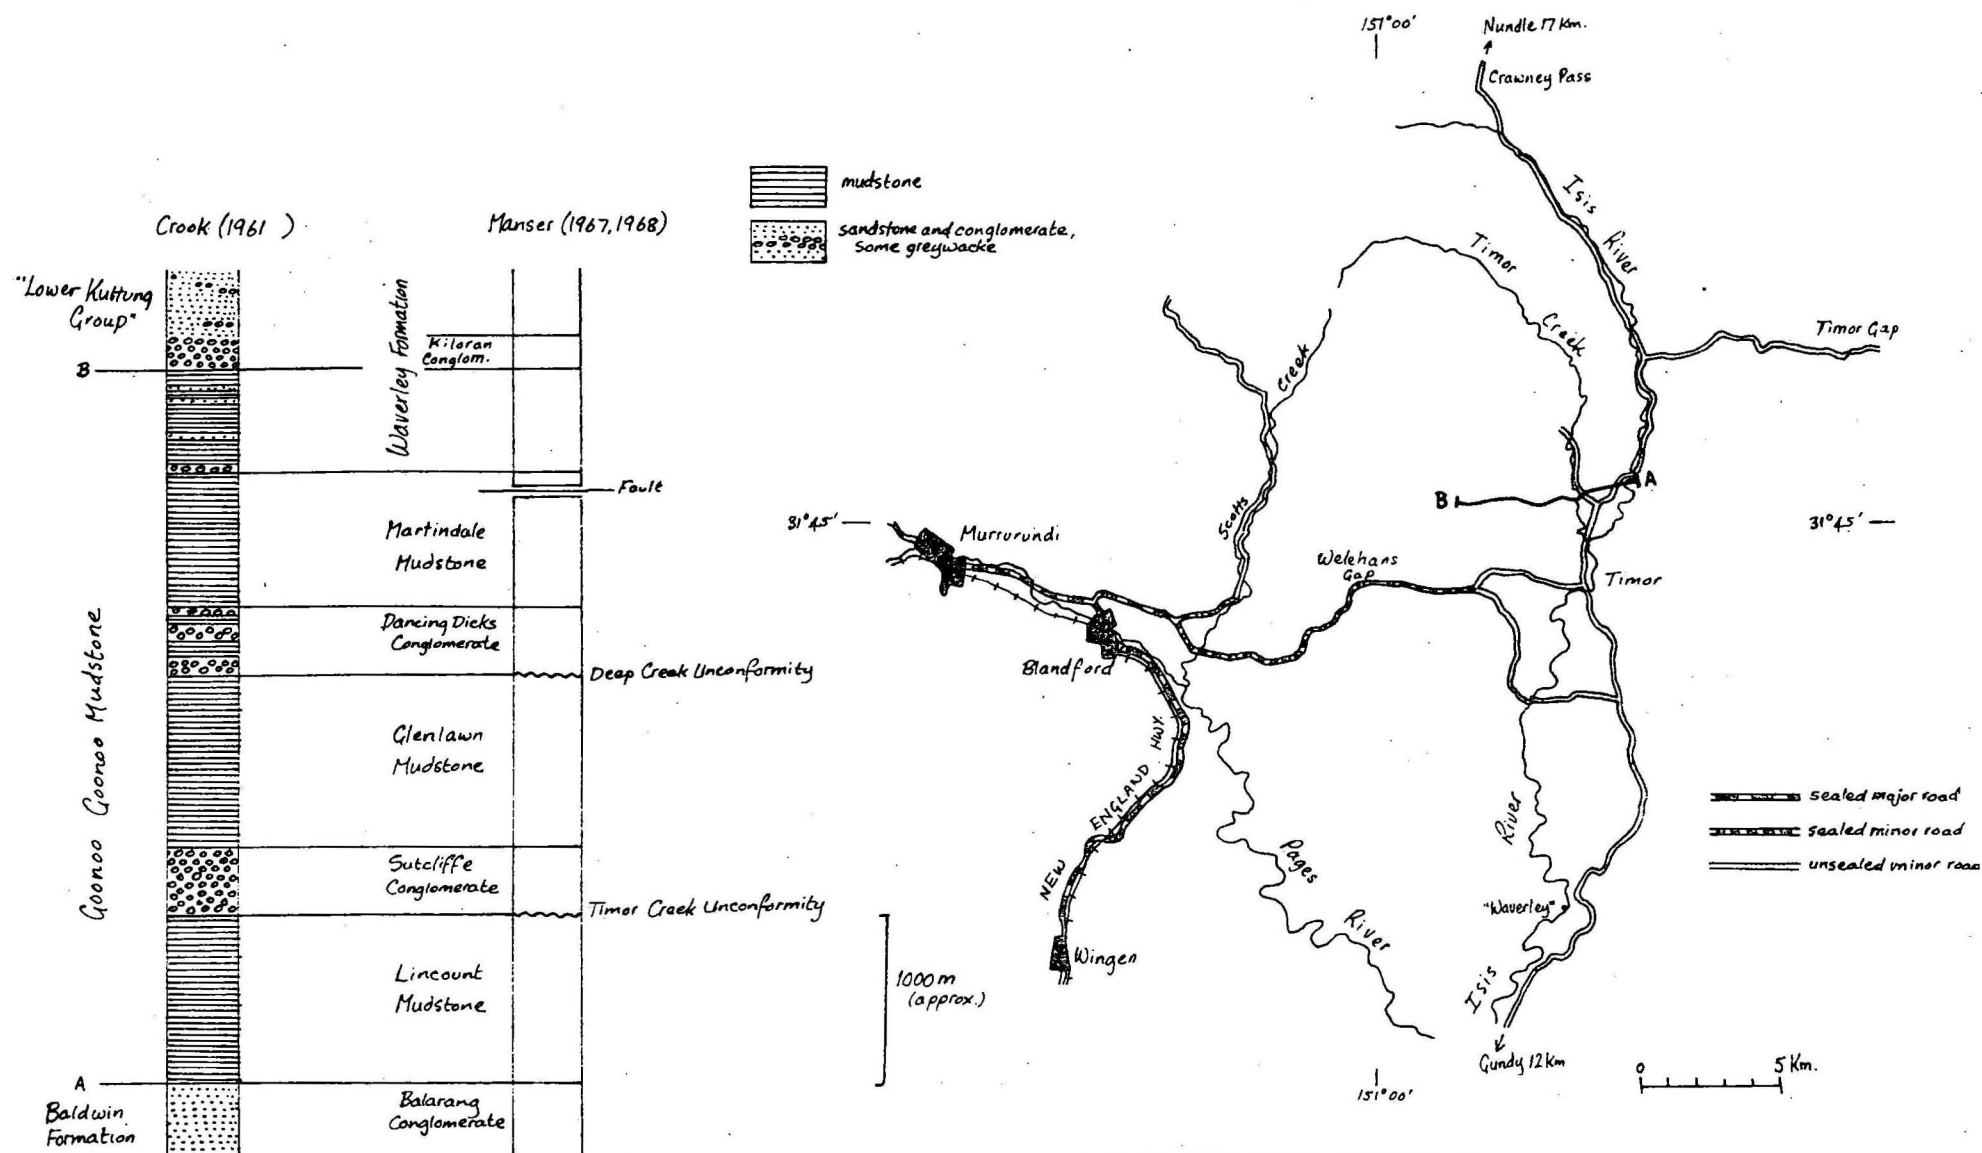 Crook (1961 )
Manser (1967, 1968)
"Lower Kuttung
Group"
B
Goonoo Goonoo Mudstone
A
Baldwin
Formation
Waverley Formation
Kiloran
Conglom.
Fault
Martindale
Mudstone
Dancing Dicks
Conglomerate
Deep Creek Unconformity
Glenlawn
Mudstone
Sutcliffe
Conglomerate
Timor Creek Unconformity
Lincount
Mudstone
1000 m
(approx.)
Balarang
Conglomerate
mudstone
sandstone and conglomerate,
some greywacke
151°00'
Nundle 17 Km.
Crawney Pass
Isis
River
Timor
Creek
Timor Gap
Creek
Scotts
B
A
31°45'
31°45'
Murrurundi
Welehans
Gap
Timor
Blandford
NEW ENGLAND HWY.
Pages
River
Wingen
River
"Waverley"
Isis
Gundy 12 Km
151°00'
sealed major road
sealed minor road
unsealed minor road
0 5 Km.